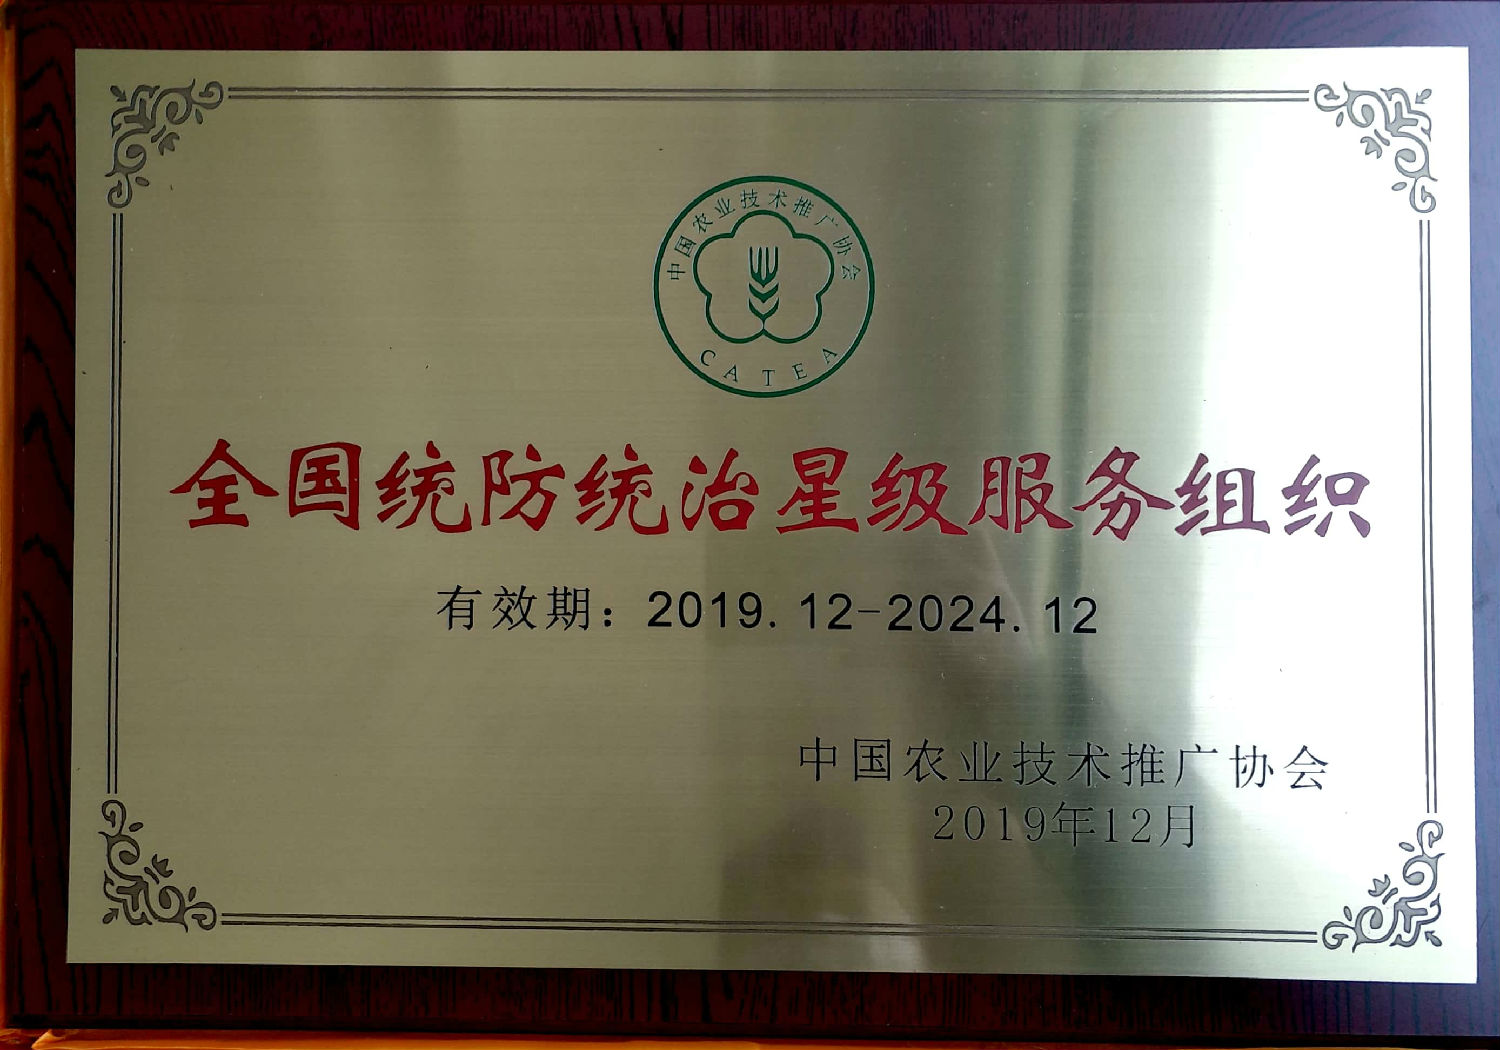 中国农业技术推广协会
CATEA
全国统防统治星级服务组织
有效期：2019.12-2024.12
中国农业技术推广协会
2019年12月